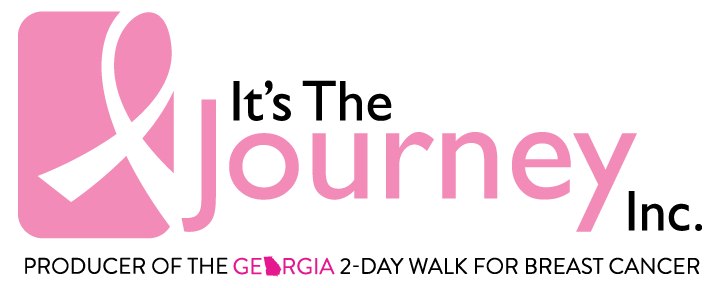 It's The
Journey
Inc.
PRODUCER OF THE GEORGIA 2-DAY WALK FOR BREAST CANCER